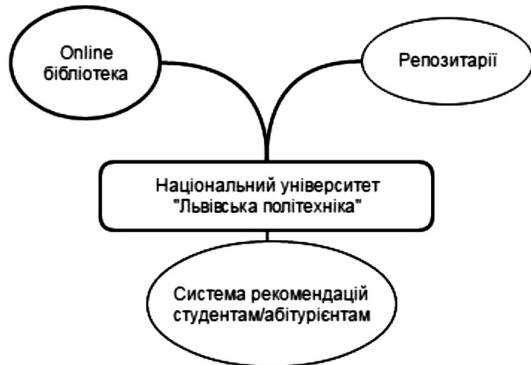 Online
бібліотека
Репозитарії
Національний університет
"Львівська політехніка"
Система рекомендацій
студентам/абітурієнтам